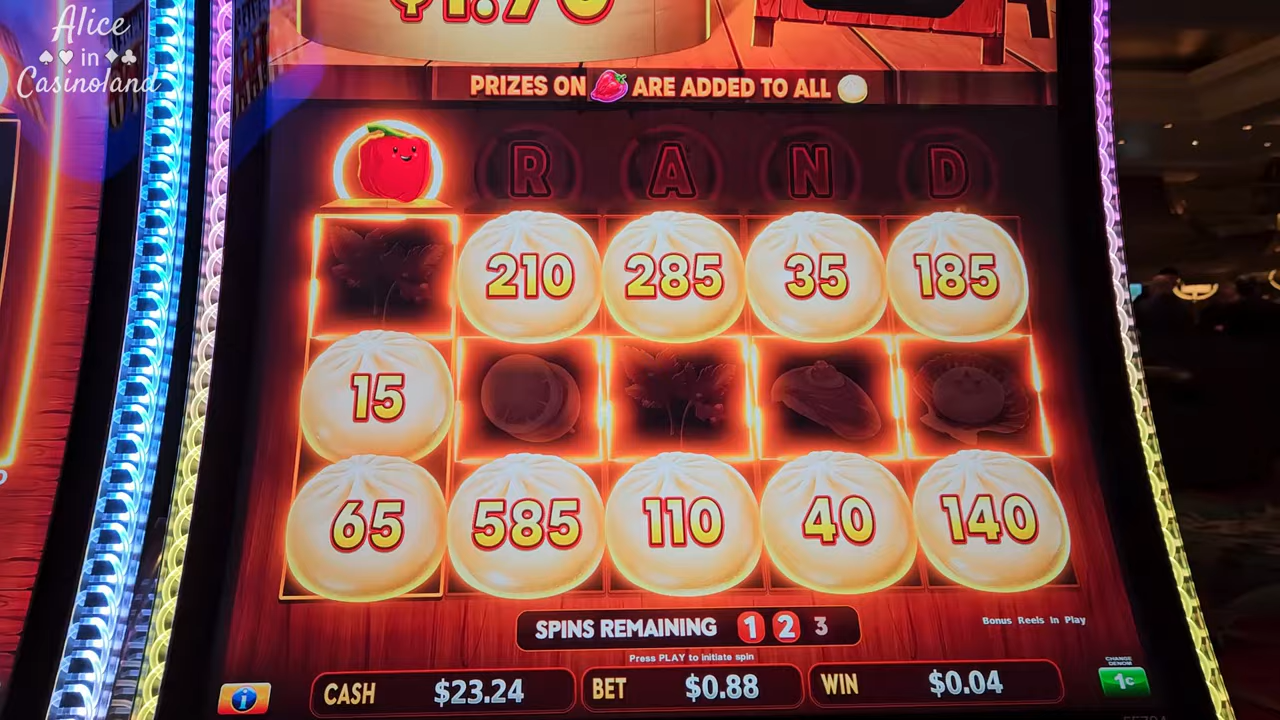 Alice
in
Casinoland
PRIZES ON ARE ADDED TO ALL
R A N D
210 285 35 185
15
65 585 110 40 140
SPINS REMAINING 1 2 3
Bonus Reels In Play
Press PLAY to initiate spin
CASH $23.24 BET $0.88 WIN $0.04
CHANGE
DENOM
1¢